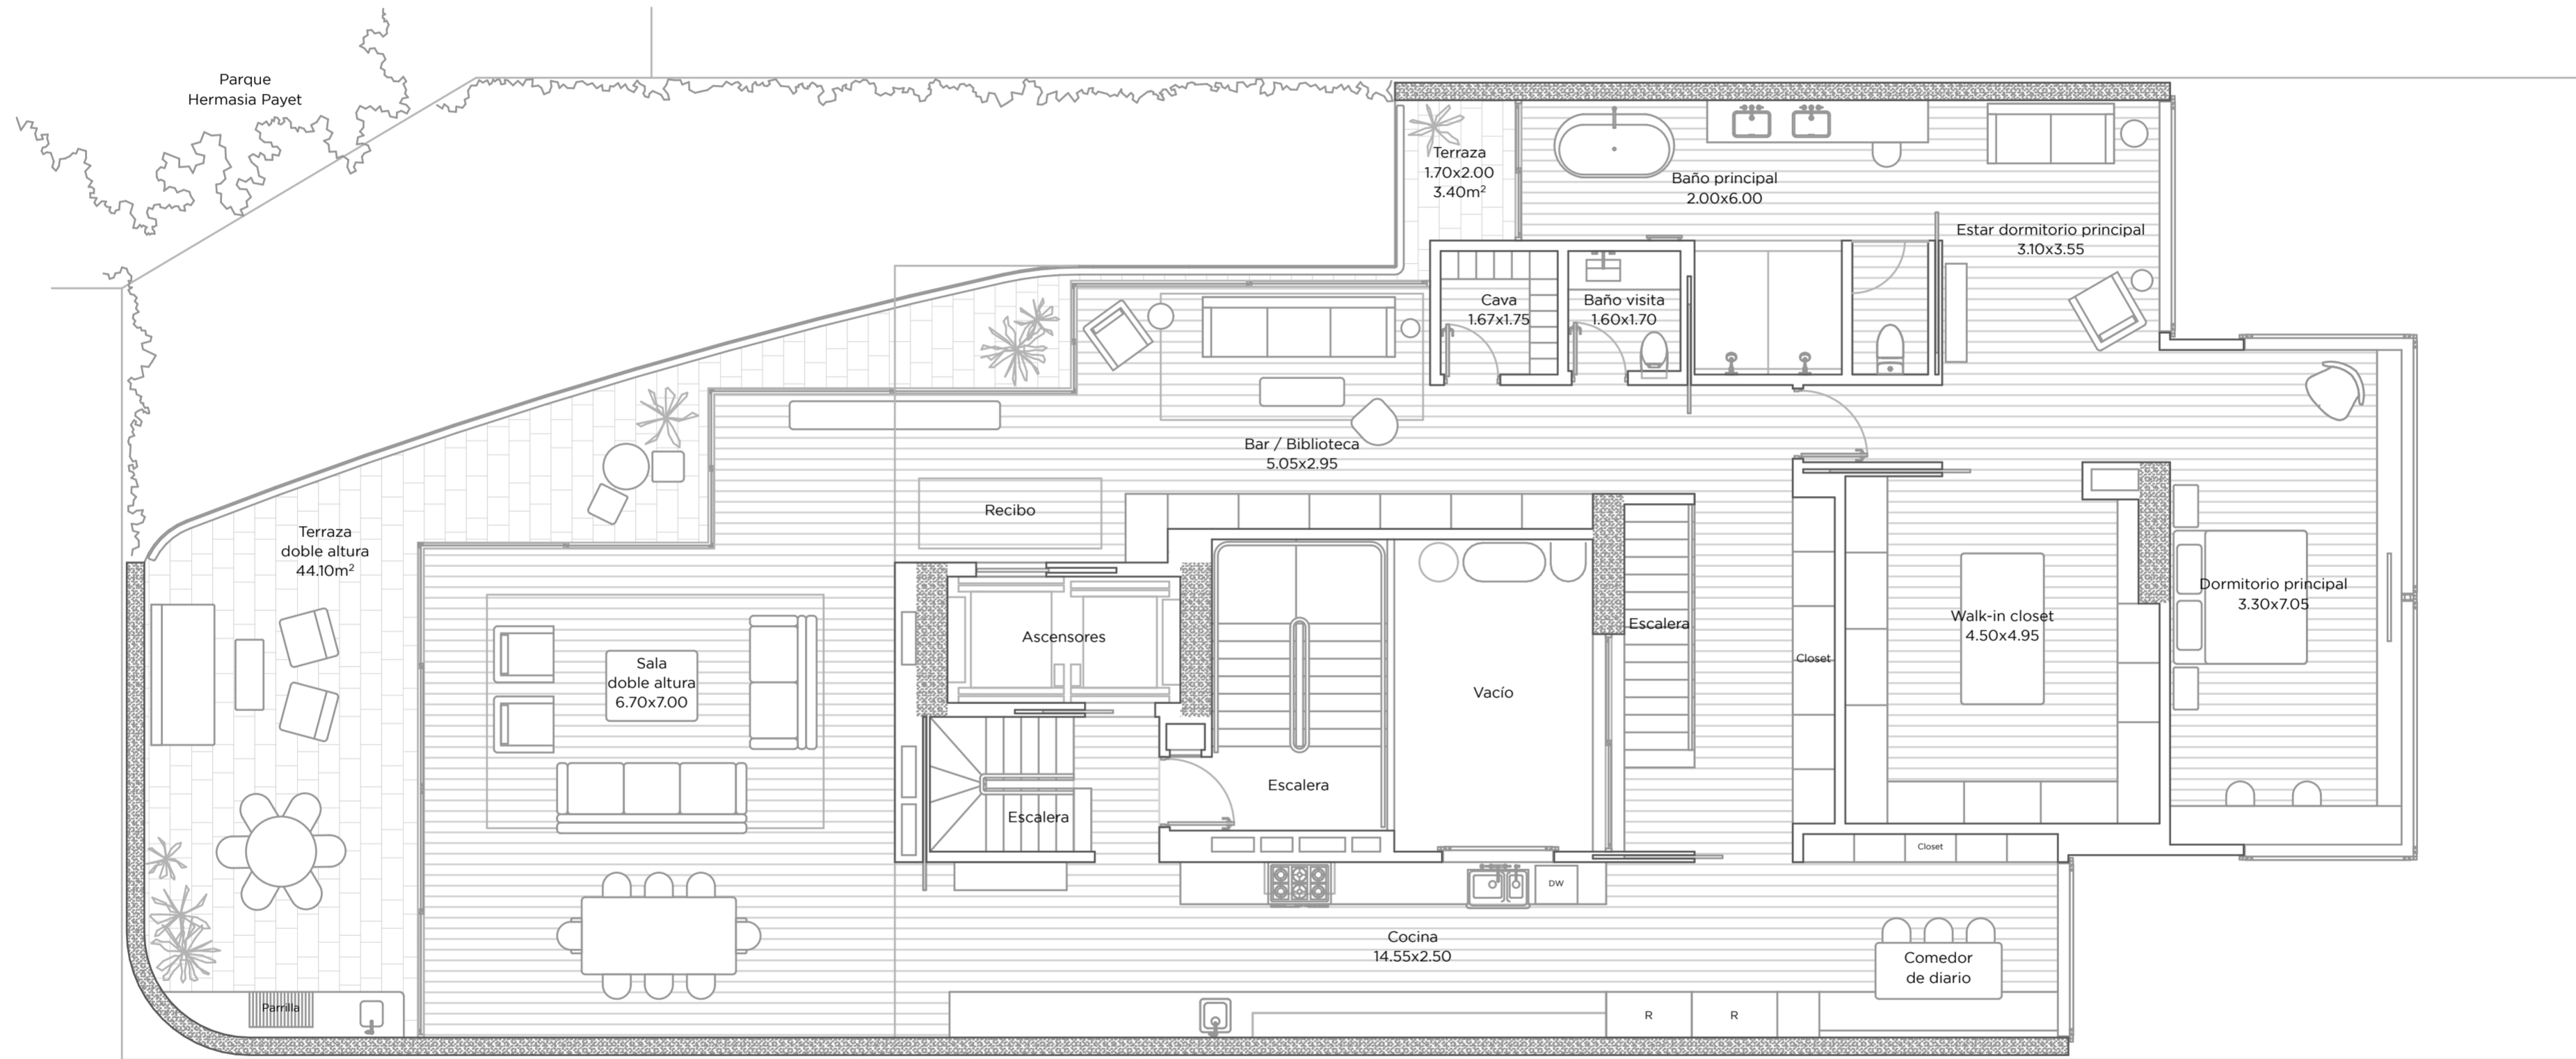 Parque
Hermasia Payet
Terraza
1.70x2.00
3.40m²
Baño principal
2.00x6.00
Estar dormitorio principal
3.10x3.55
Cava
1.67x1.75
Baño visita
1.60x1.70
Bar / Biblioteca
5.05x2.95
Recibo
Terraza
doble altura
44.10m²
Ascensores
Sala
doble altura
6.70x7.00
Escalera
Escalera
Vacío
Escalera
Closet
Walk-in closet
4.50x4.95
Dormitorio principal
3.30x7.05
Closet
DW
Cocina
14.55x2.50
Comedor
de diario
Parrilla
R
R